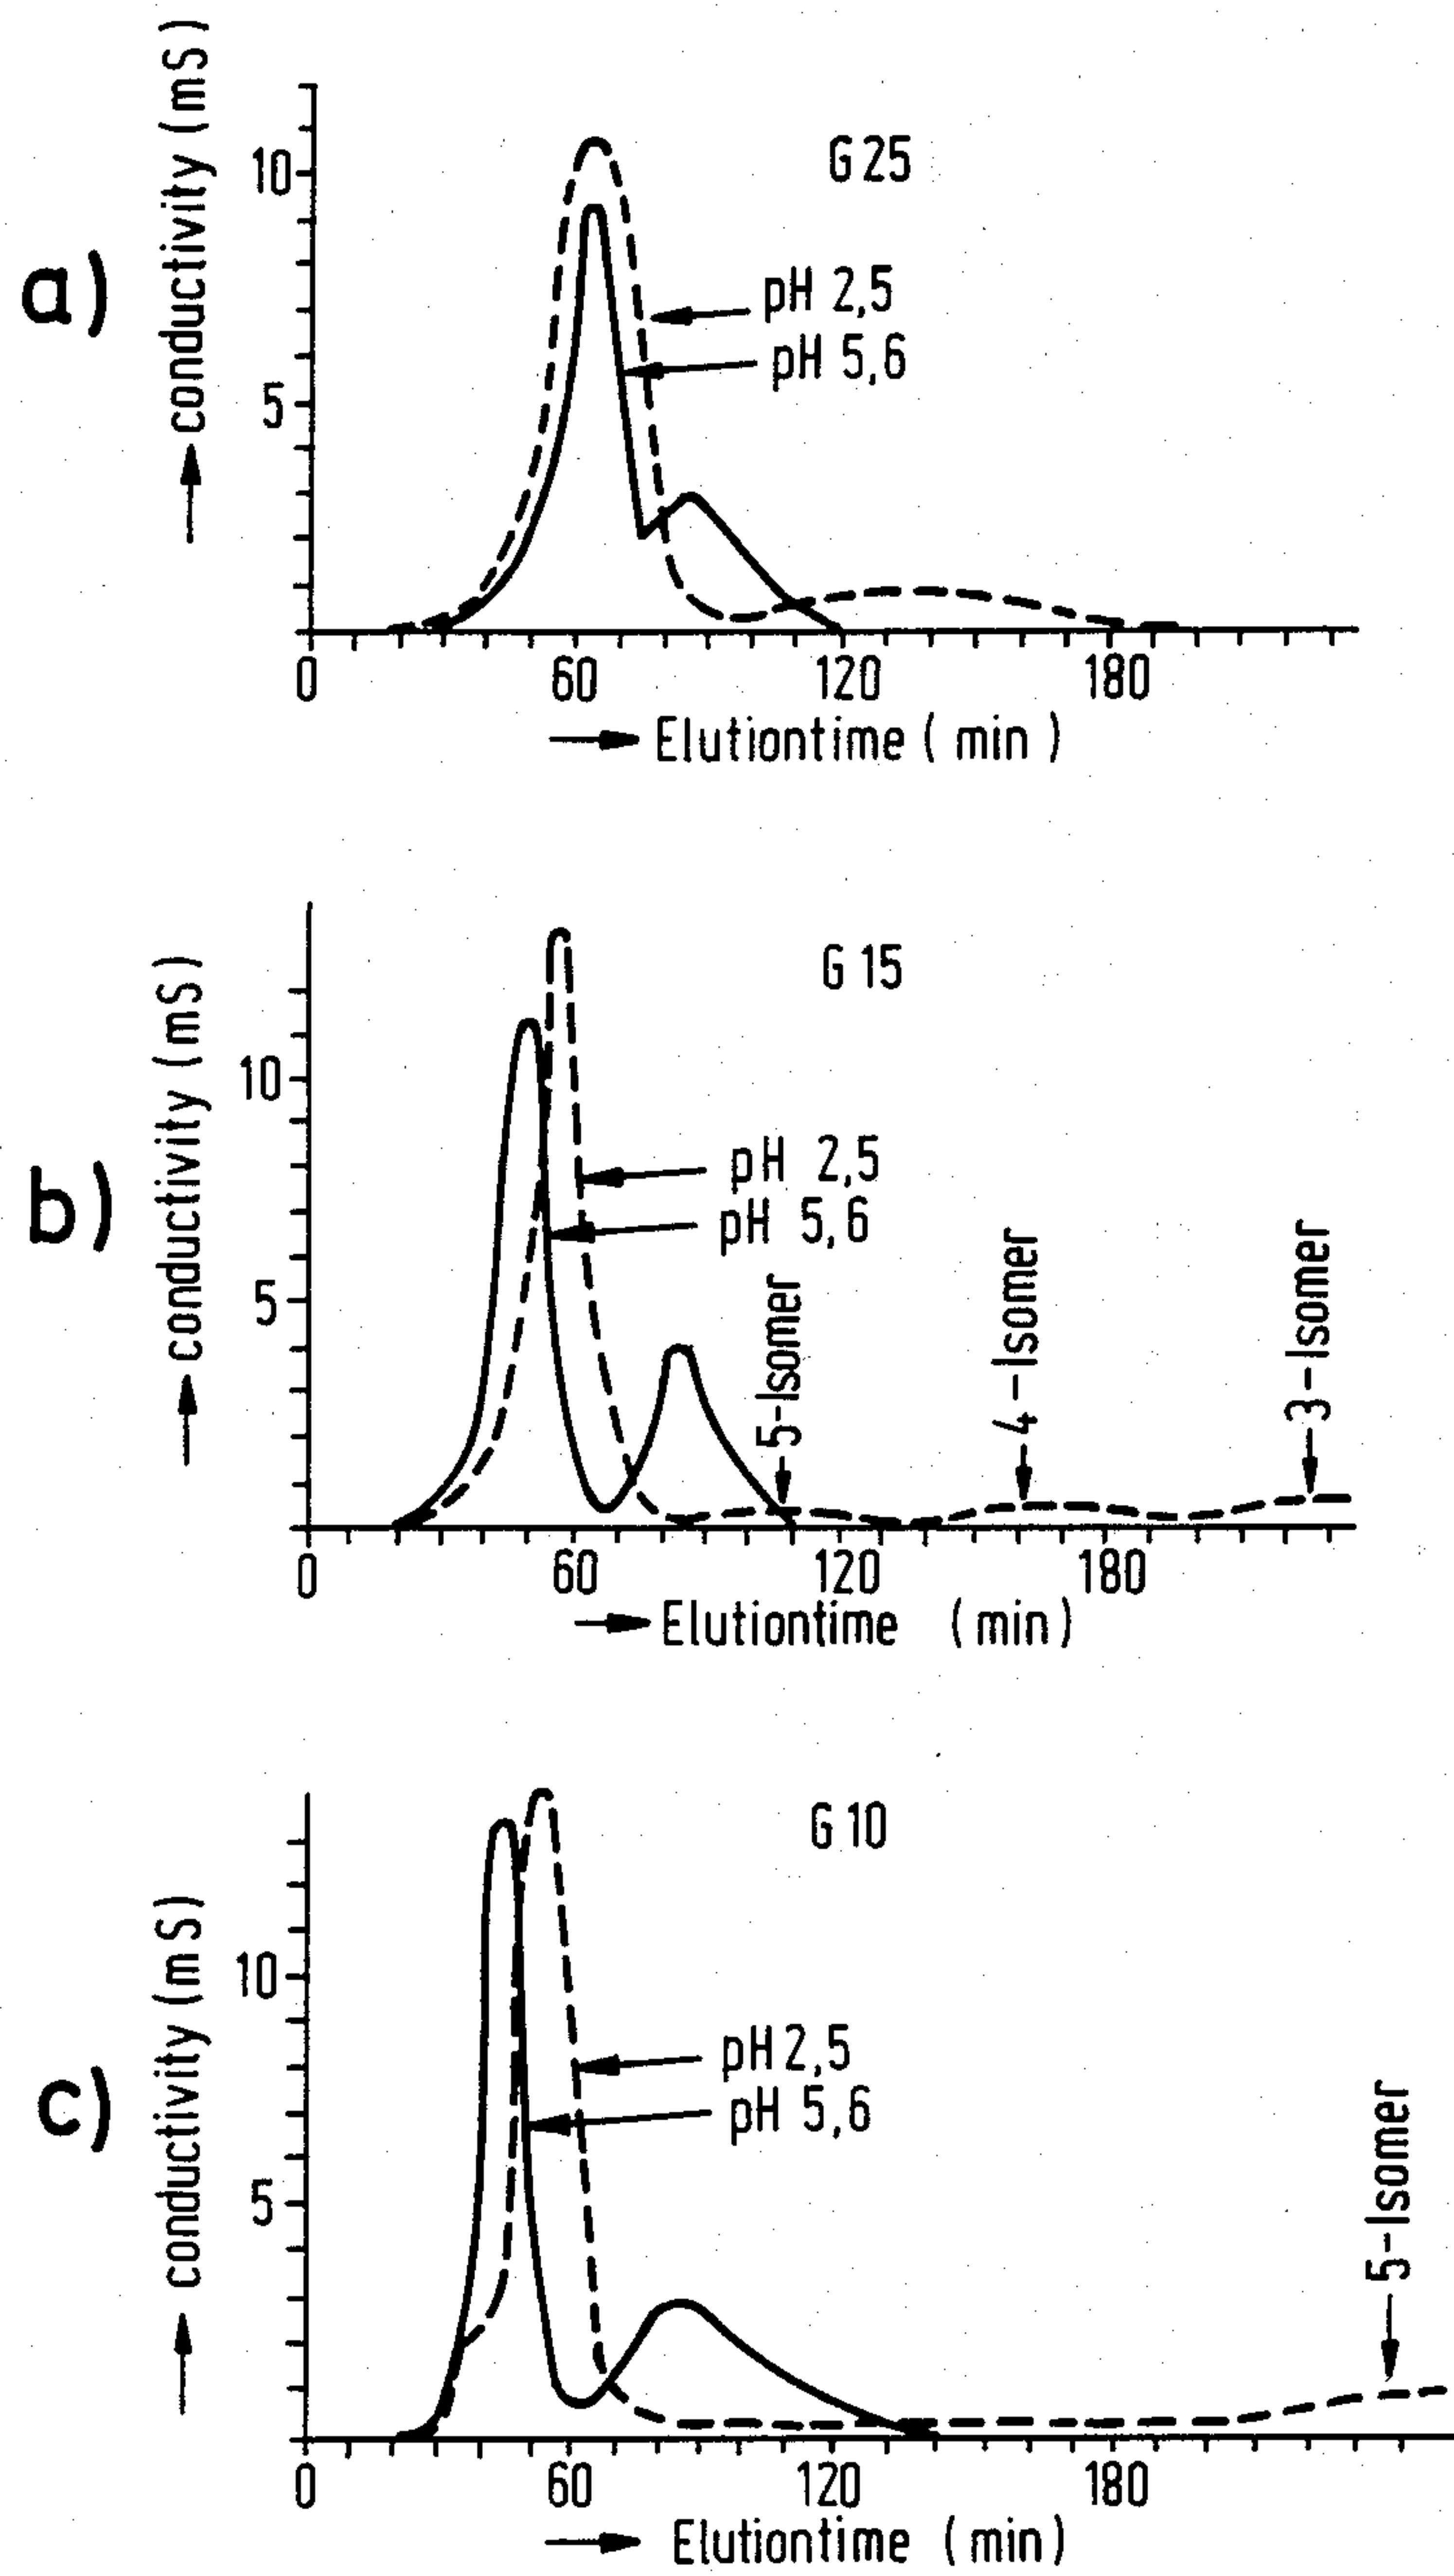 a)
conductivity (mS)
G 25
10
5
pH 2,5
pH 5,6
0 60 120 180
Elutiontime ( min )
b)
conductivity (mS)
G 15
10
5
pH 2,5
pH 5,6
5-Isomer
4-Isomer
3-Isomer
0 60 120 180
Elutiontime (min)
c)
conductivity (mS)
G 10
10
5
pH 2,5
pH 5,6
5-Isomer
0 60 120 180
Elutiontime (min)